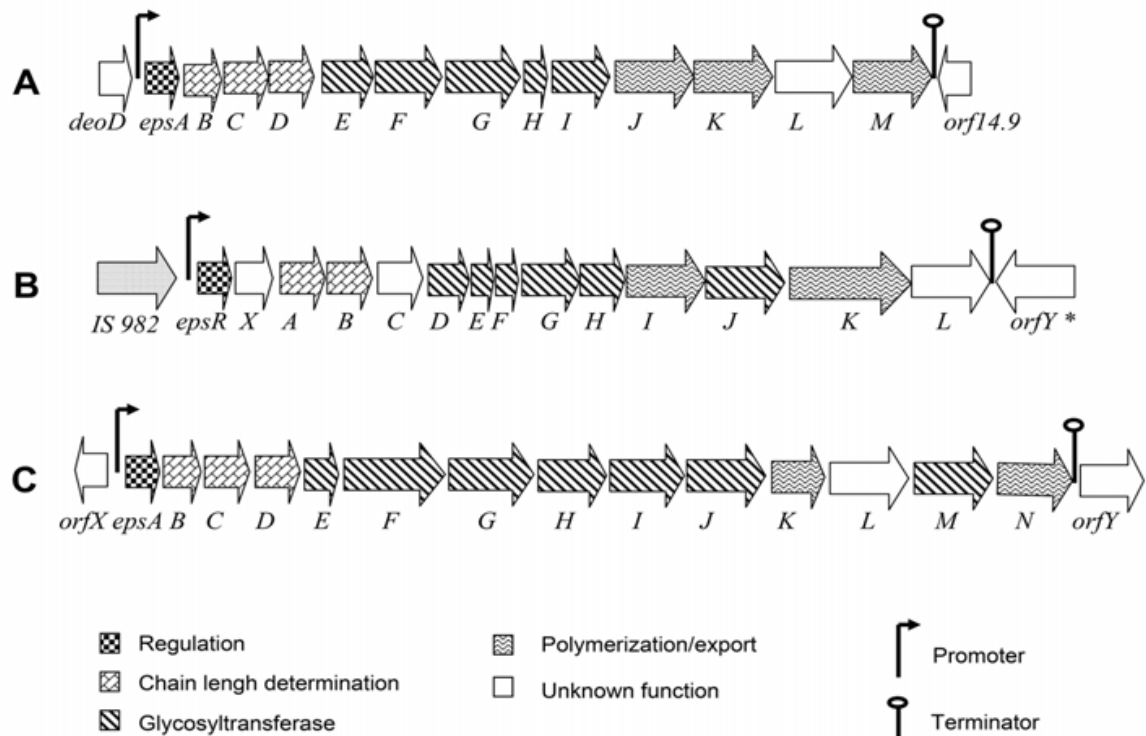 A
deoD epsA B C D E F G H I J K L M orf14.9
B
IS 982 epsR X A B C D E F G H I J K L orfY *
C
orfX epsA B C D E F G H I J K L M N orfY
Regulation
Chain lengh determination
Glycosyltransferase
Polymerization/export
Unknown function
Promoter
Terminator